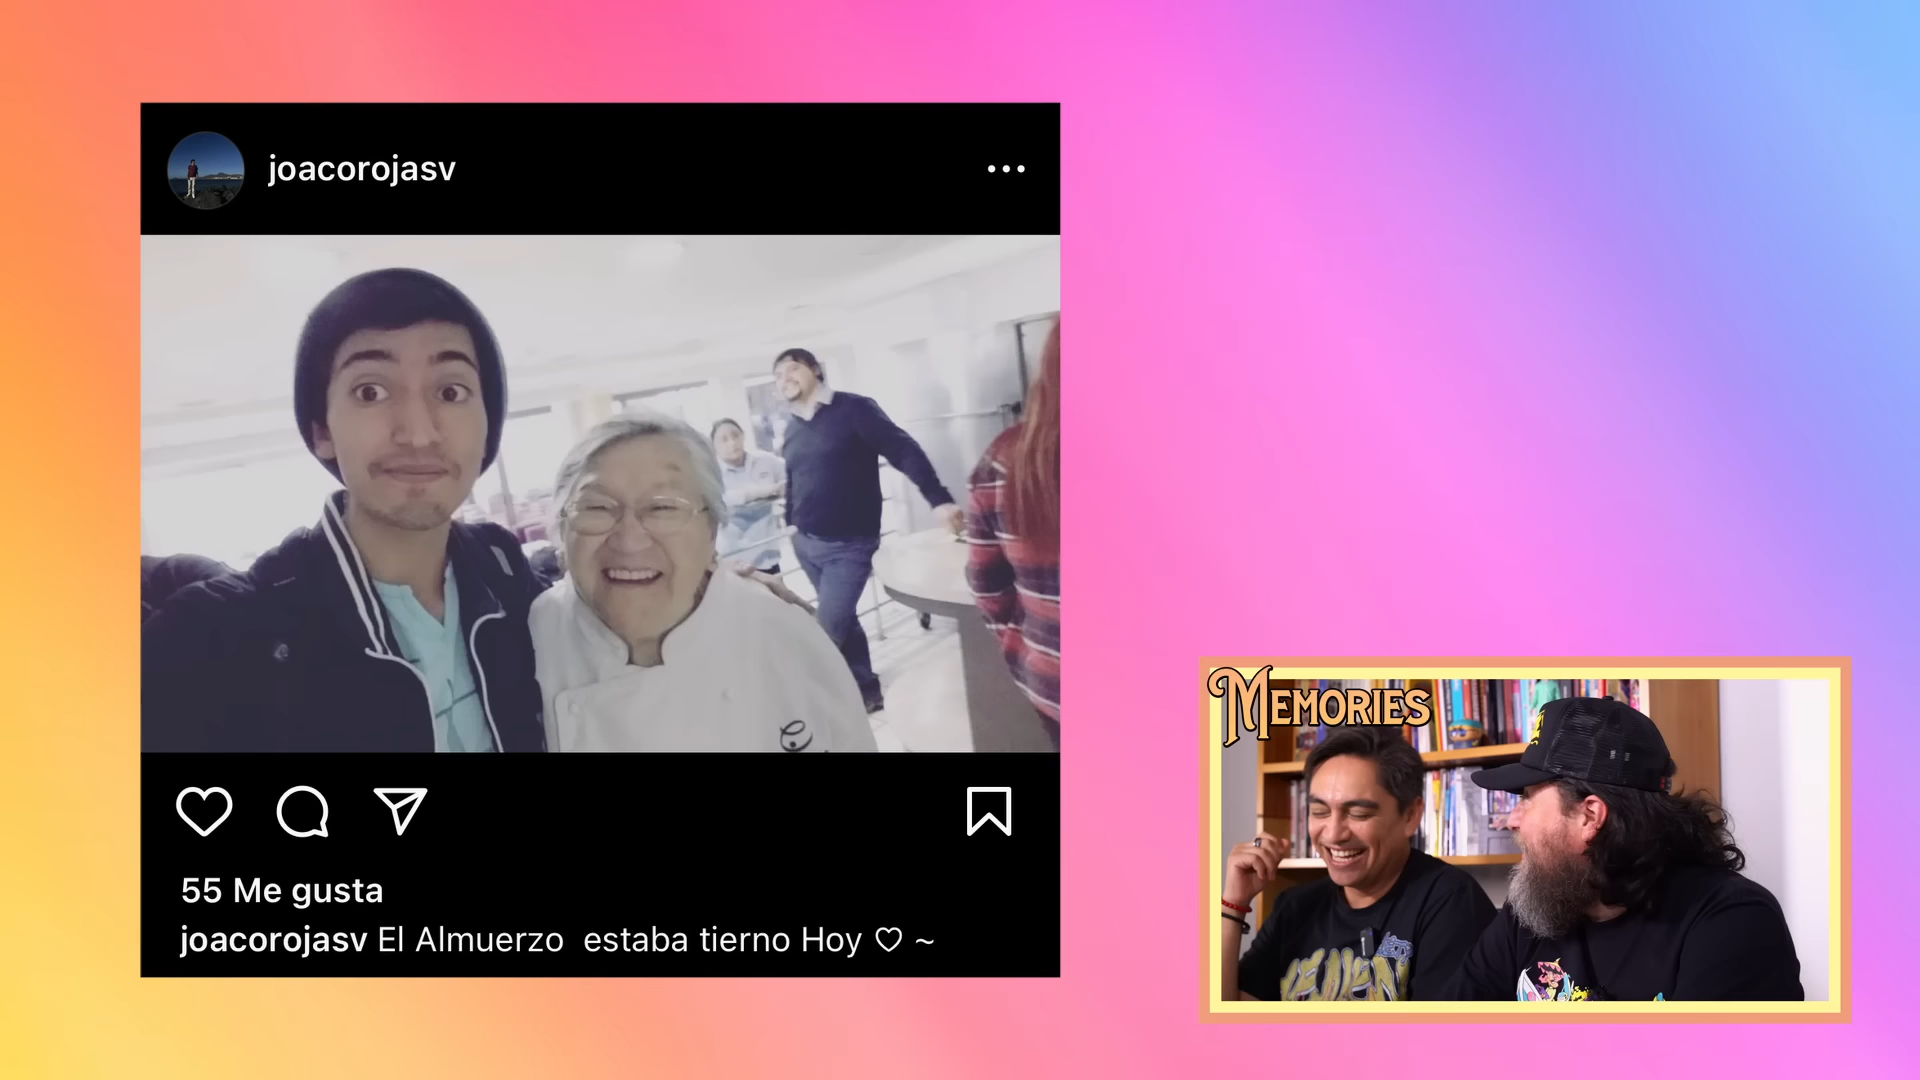 joacorojasv
55 Me gusta
joacorojasv El Almuerzo estaba tierno Hoy ♡ ~
MEMORIES